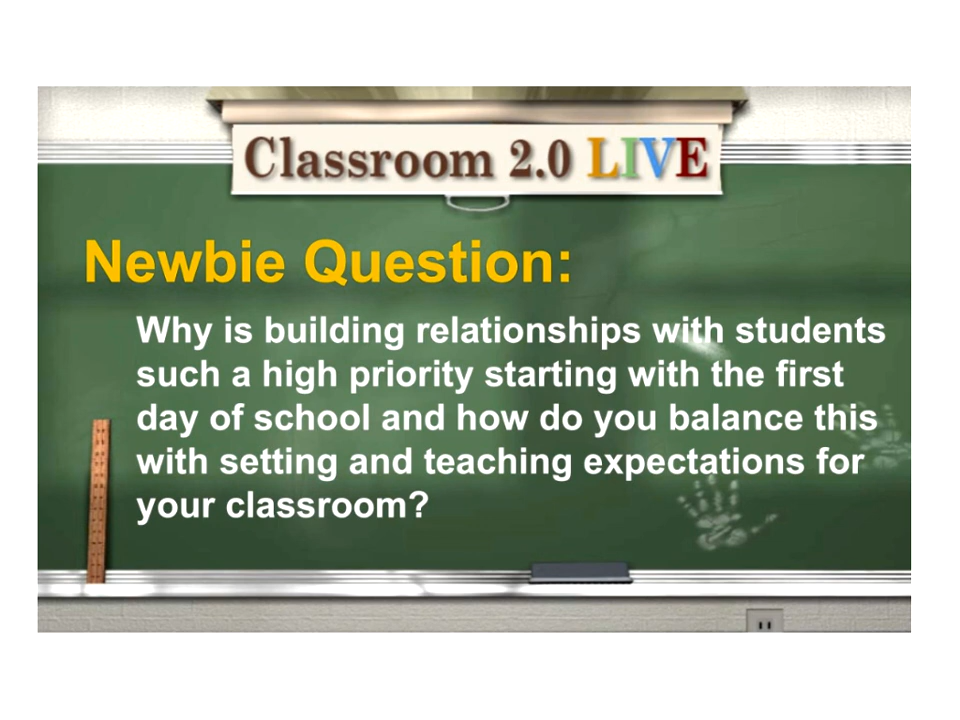 Classroom 2.0 LIVE
Newbie Question:
Why is building relationships with students
such a high priority starting with the first
day of school and how do you balance this
with setting and teaching expectations for
your classroom?